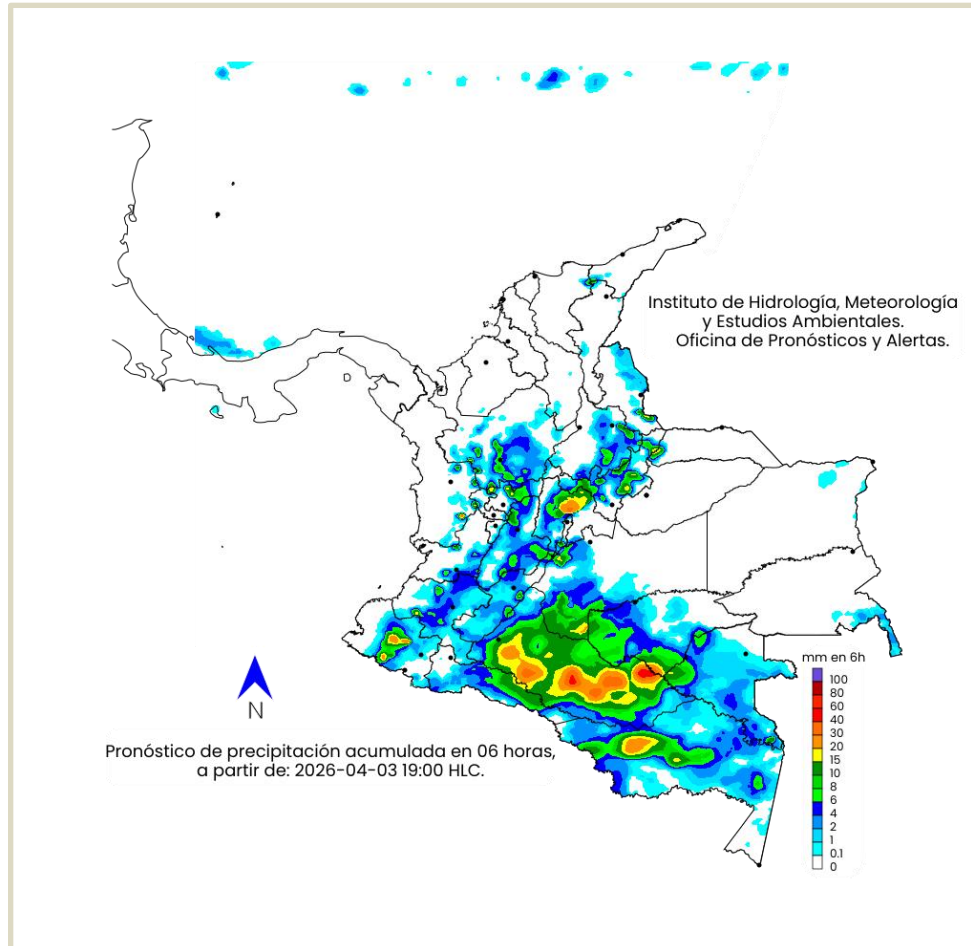 Instituto de Hidrología, Meteorología
y Estudios Ambientales.
Oficina de Pronósticos y Alertas.
mm en 6h
100
80
60
40
30
20
15
10
8
6
4
2
1
0.1
0
N
Pronóstico de precipitación acumulada en 06 horas,
a partir de: 2026-04-03 19:00 HLC.